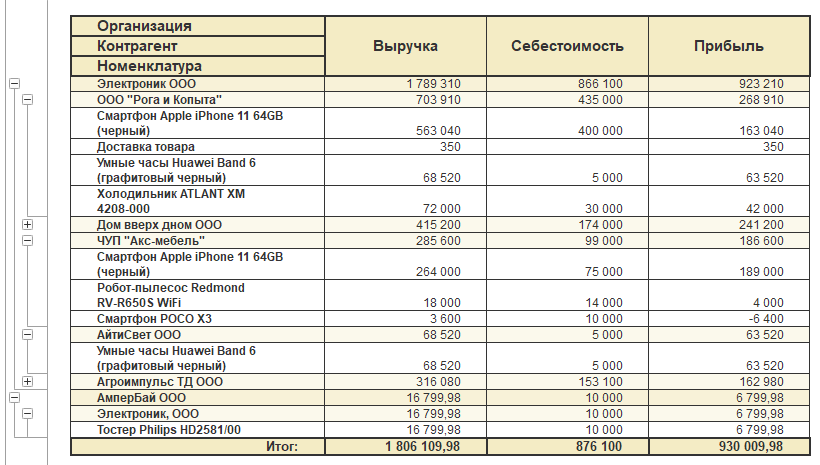 Организация
Контрагент
Номенклатура
Выручка Себестоимость Прибыль
Электроник ООО 1 789 310 866 100 923 210
ООО "Рога и Копыта" 703 910 435 000 268 910
Смартфон Apple iPhone 11 64GB
(черный) 563 040 400 000 163 040
Доставка товара 350 350
Умные часы Huawei Band 6
(графитовый черный) 68 520 5 000 63 520
Холодильник ATLANT ХМ
4208-000 72 000 30 000 42 000
Дом вверх дном ООО 415 200 174 000 241 200
ЧУП "Акс-мебель" 285 600 99 000 186 600
Смартфон Apple iPhone 11 64GB
(черный) 264 000 75 000 189 000
Робот-пылесос Redmond
RV-R650S WiFi 18 000 14 000 4 000
Смартфон POCO X3 3 600 10 000 -6 400
АйтиСвет ООО 68 520 5 000 63 520
Умные часы Huawei Band 6
(графитовый черный) 68 520 5 000 63 520
Агроимпульс ТД ООО 316 080 153 100 162 980
АмперБай ООО 16 799,98 10 000 6 799,98
Электроник, ООО 16 799,98 10 000 6 799,98
Тостер Philips HD2581/00 16 799,98 10 000 6 799,98
Итог: 1 806 109,98 876 100 930 009,98